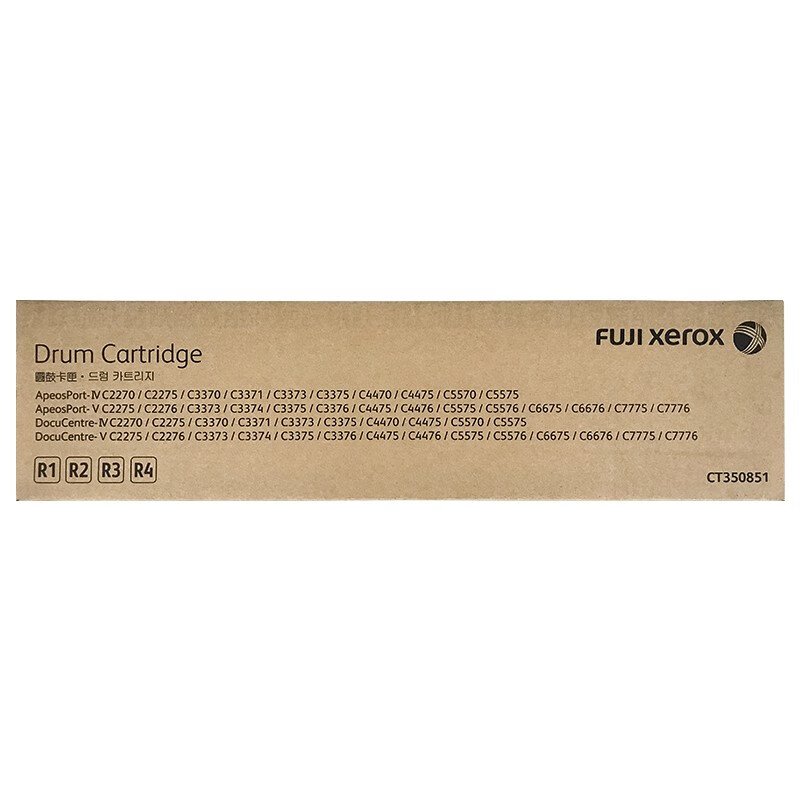 FUJI xerox
Drum Cartridge
圓鼓卡匣・드럼 카트리지
ApeosPort-Ⅳ C2270 / C2275 / C3370 / C3371 / C3373 / C3375 / C4470 / C4475 / C5570 / C5575
ApeosPort-Ⅴ C2275 / C2276 / C3373 / C3374 / C3375 / C3376 / C4475 / C4476 / C5575 / C5576 / C6675 / C6676 / C7775 / C7776
DocuCentre-Ⅳ C2270 / C2275 / C3370 / C3371 / C3373 / C3375 / C4470 / C4475 / C5570 / C5575
DocuCentre-Ⅴ C2275 / C2276 / C3373 / C3374 / C3375 / C3376 / C4475 / C4476 / C5575 / C5576 / C6675 / C6676 / C7775 / C7776
R1 R2 R3 R4
CT350851